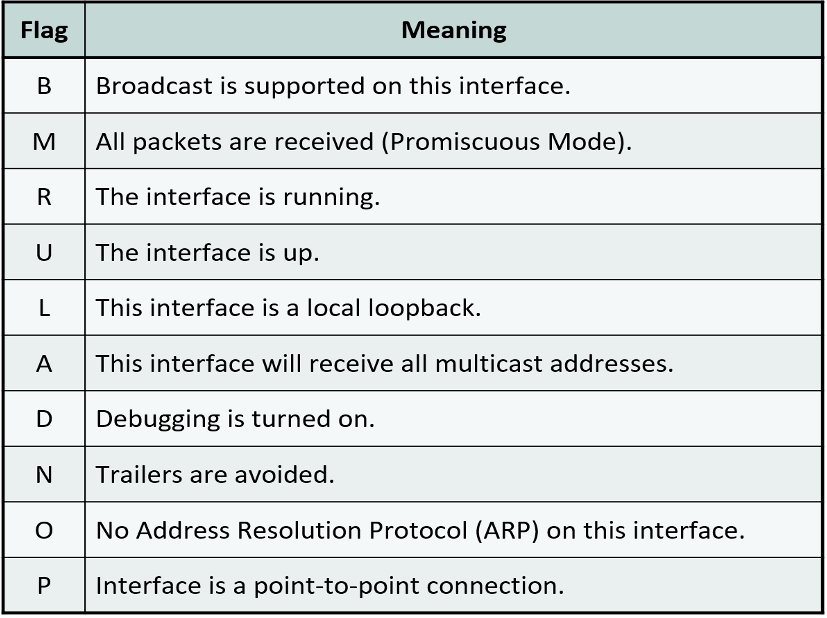 Flag Meaning
B Broadcast is supported on this interface.
M All packets are received (Promiscuous Mode).
R The interface is running.
U The interface is up.
L This interface is a local loopback.
A This interface will receive all multicast addresses.
D Debugging is turned on.
N Trailers are avoided.
O No Address Resolution Protocol (ARP) on this interface.
P Interface is a point-to-point connection.